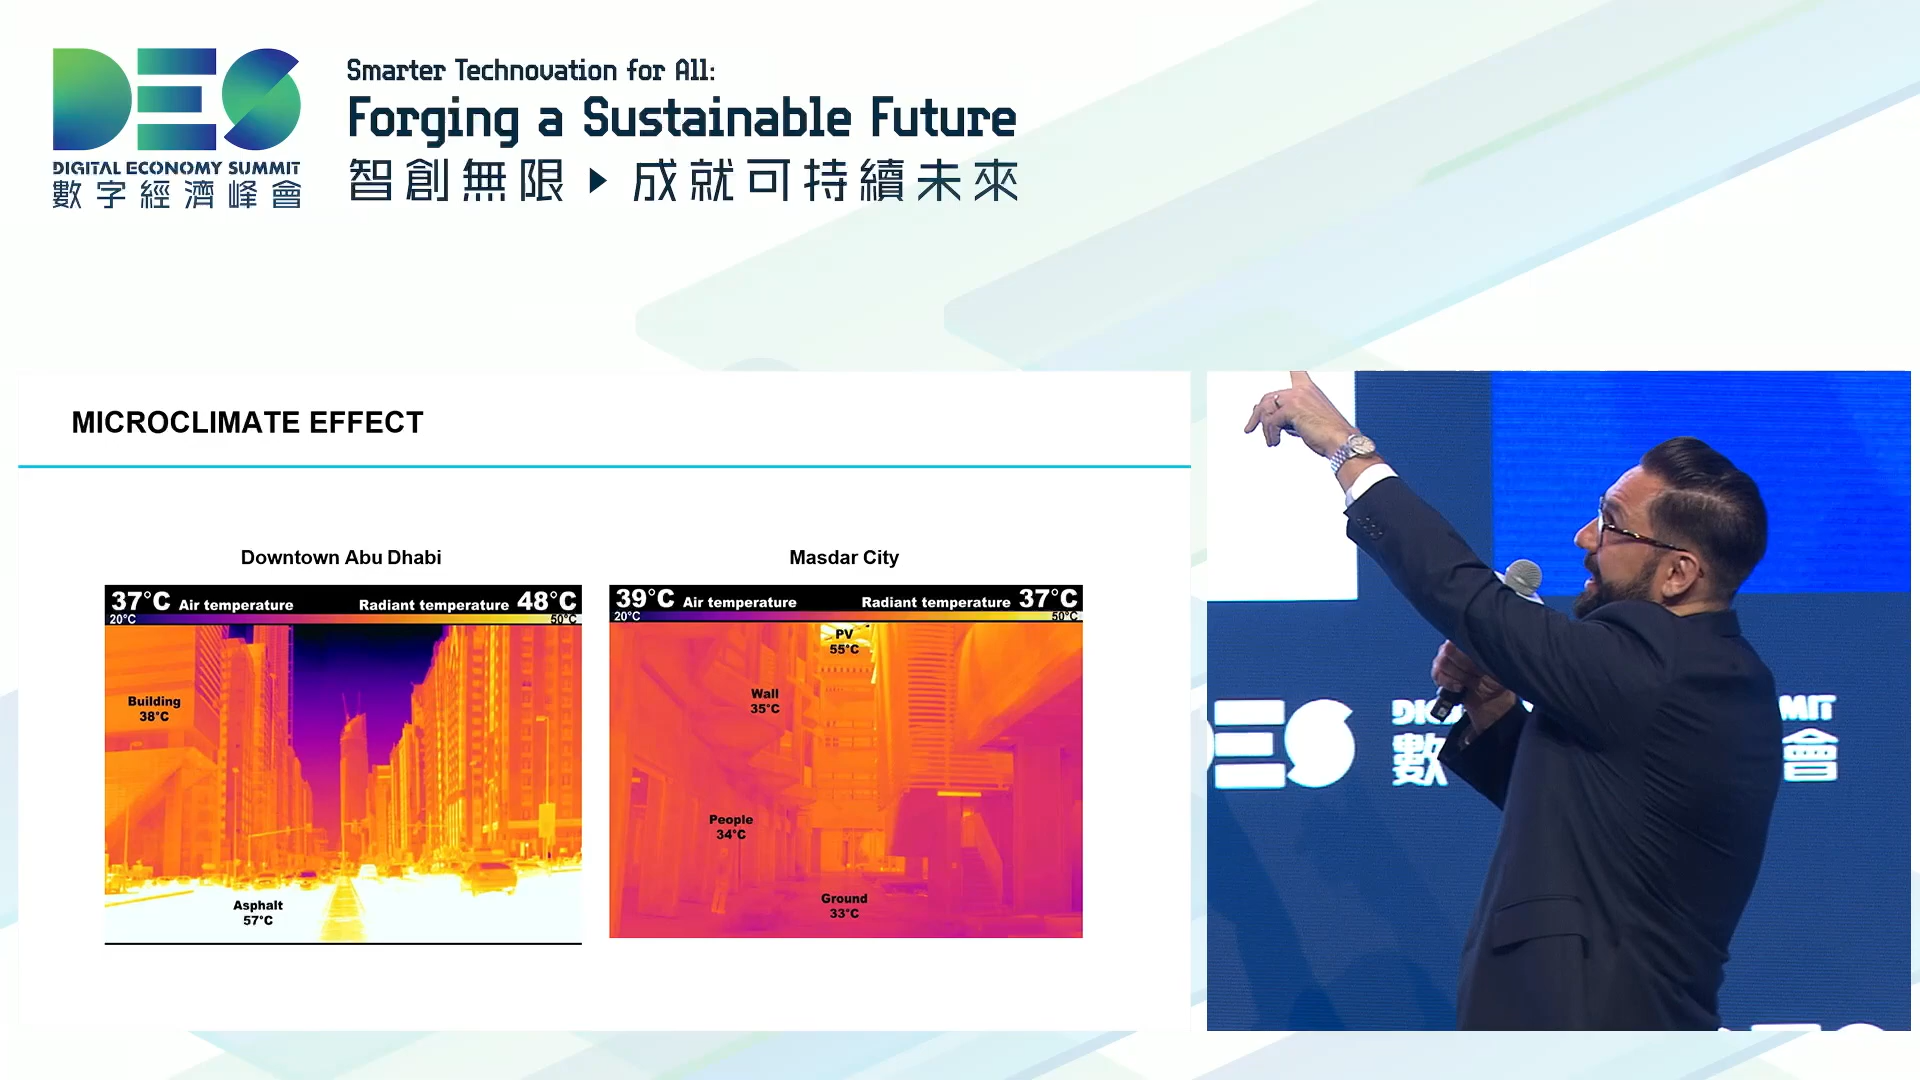 DES
DIGITAL ECONOMY SUMMIT
數字經濟峰會
Smarter Technovation for All:
Forging a Sustainable Future
智創無限 ▸ 成就可持續未來
MICROCLIMATE EFFECT
Downtown Abu Dhabi
37°C Air temperature Radiant temperature 48°C
20°C 50°C
Building
38°C
Asphalt
57°C
Masdar City
39°C Air temperature Radiant temperature 37°C
20°C 50°C
PV
55°C
Wall
35°C
People
34°C
Ground
33°C
ES
MIT
數
會